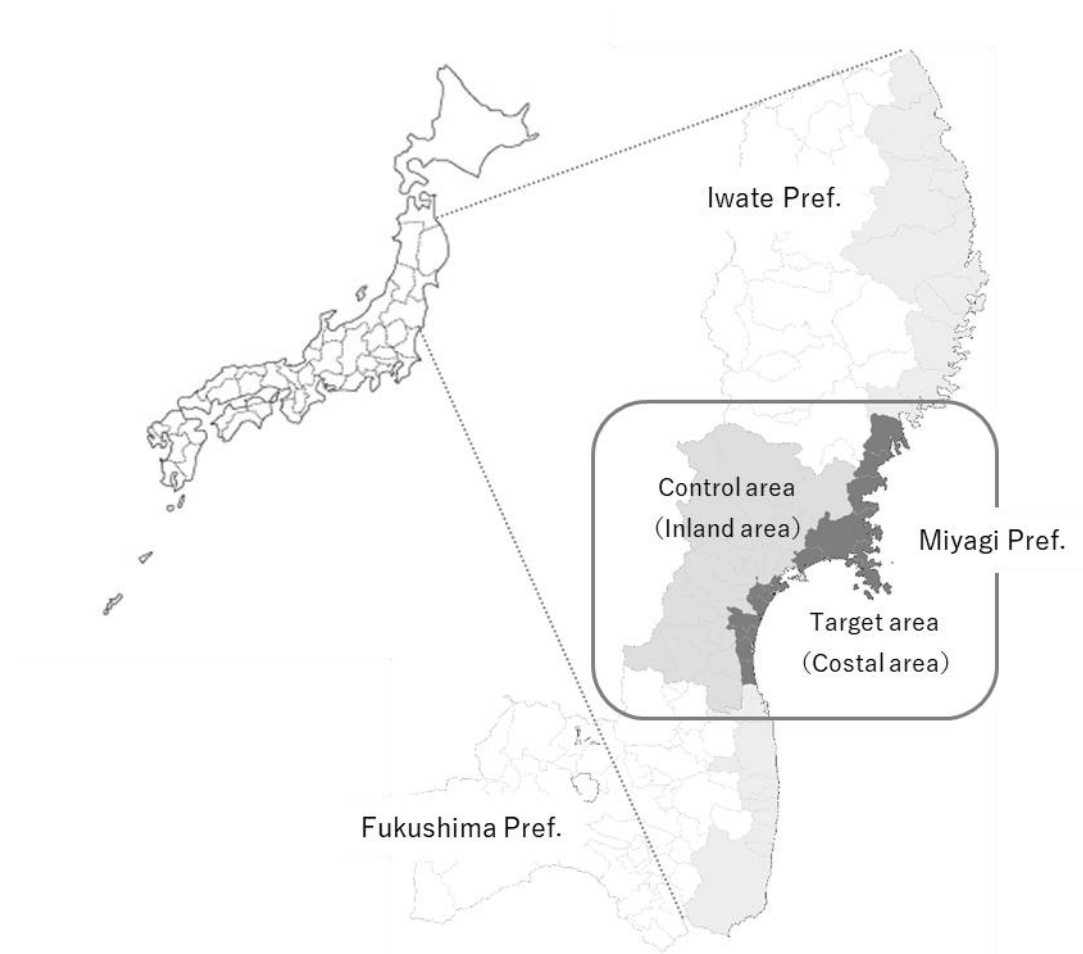 Iwate Pref.
Control area
（Inland area）
Miyagi Pref.
Target area
（Costal area）
Fukushima Pref.